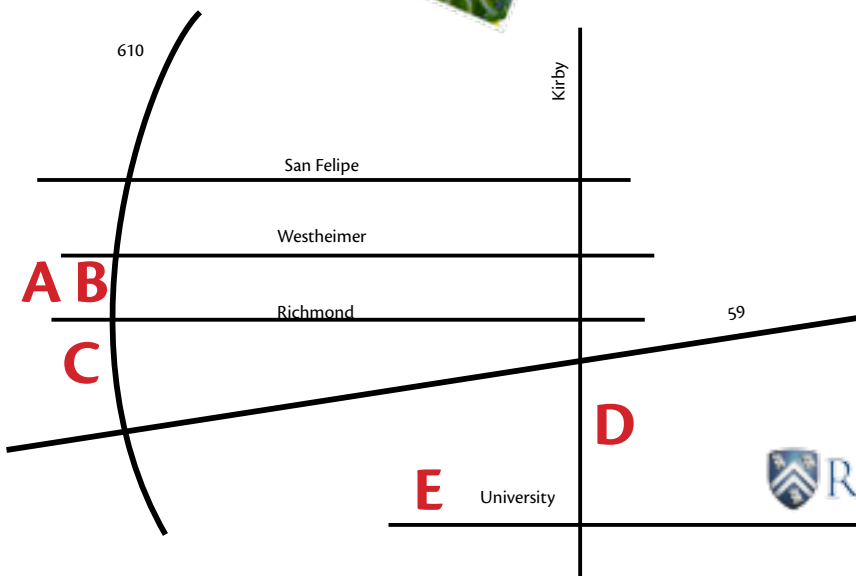 610
Kirby
San Felipe
Westheimer
A B
Richmond
59
C
D
E
University
R